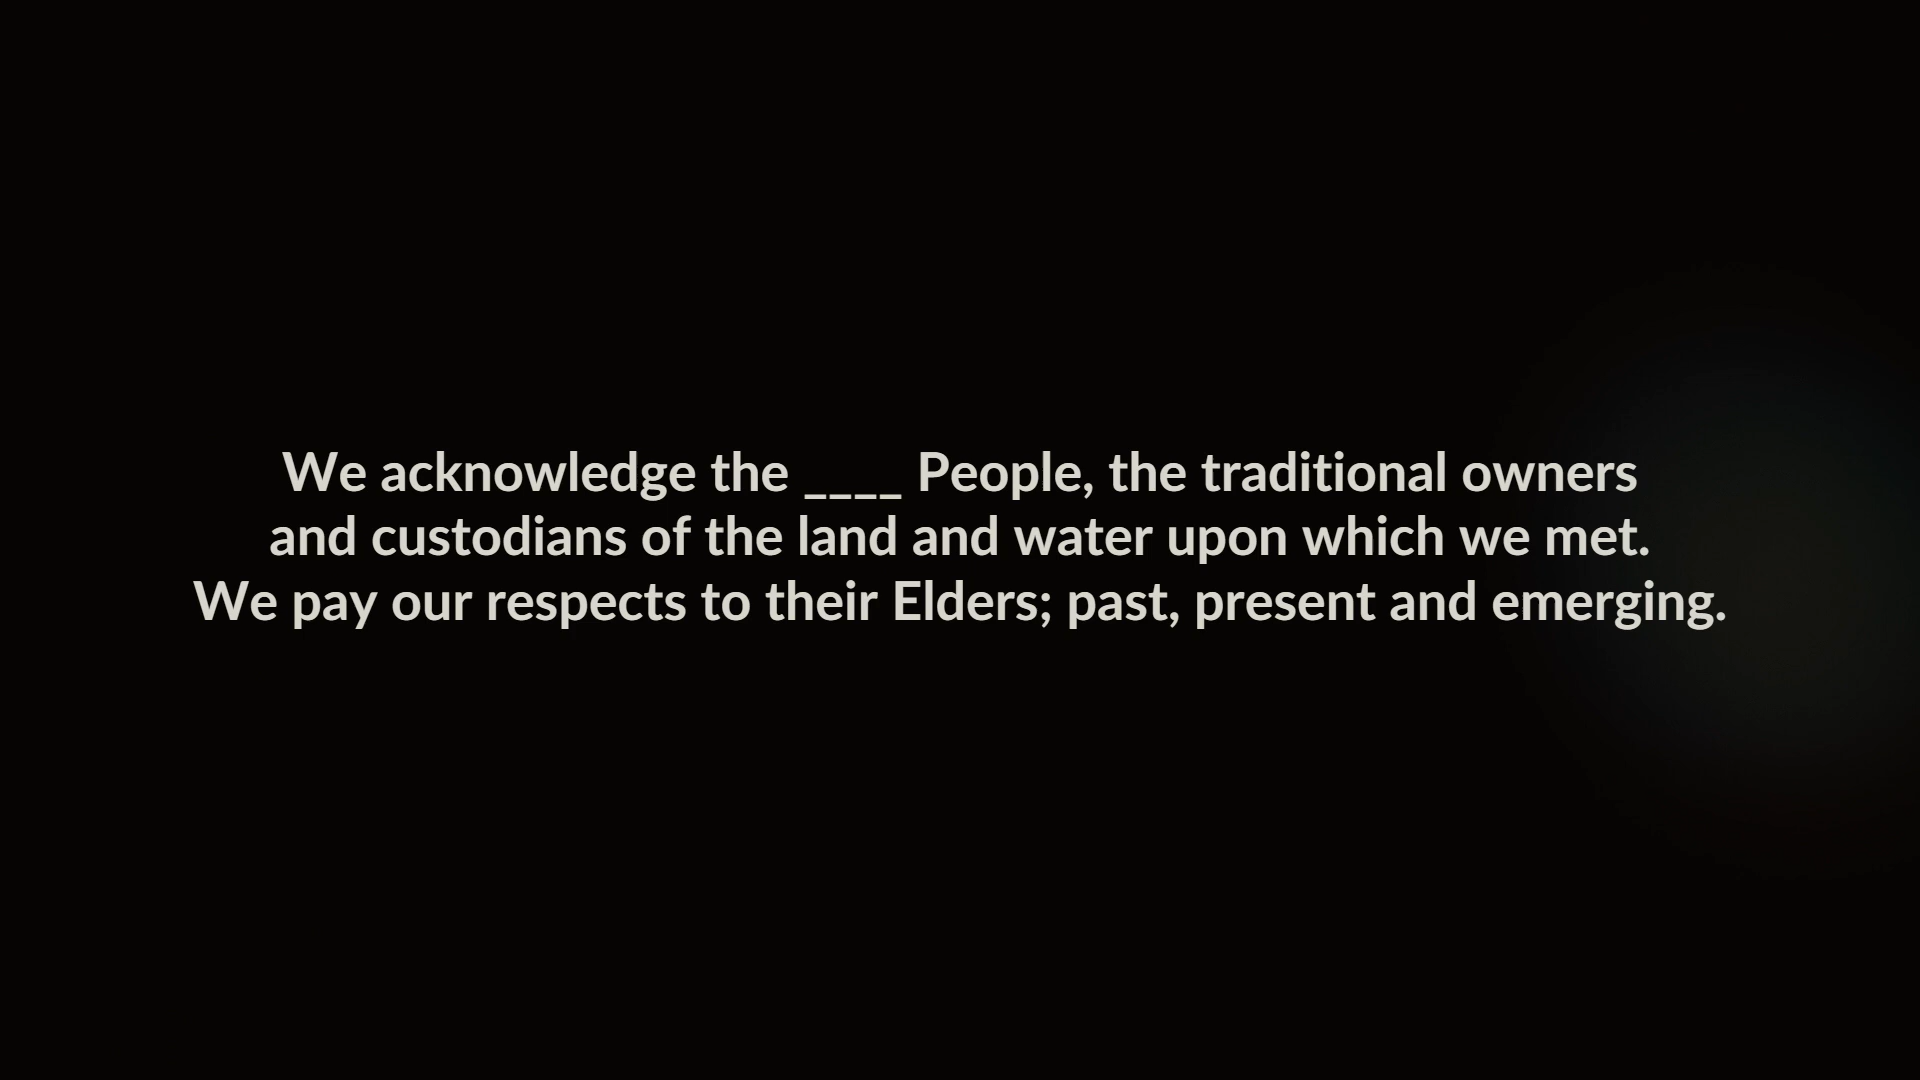 We acknowledge the ____ People, the traditional owners
and custodians of the land and water upon which we met.
We pay our respects to their Elders; past, present and emerging.